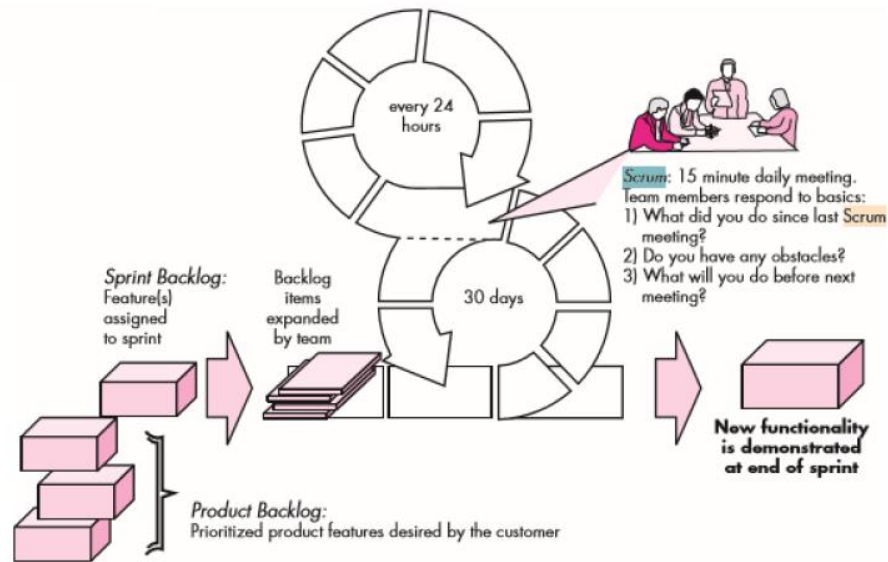 every 24
hours
Scrum: 15 minute daily meeting.
Team members respond to basics:
1) What did you do since last Scrum
meeting?
2) Do you have any obstacles?
3) What will you do before next
meeting?
Sprint Backlog:
Feature(s)
assigned
to sprint
Backlog
items
expanded
by team
30 days
New functionality
is demonstrated
at end of sprint
Product Backlog:
Prioritized product features desired by the customer